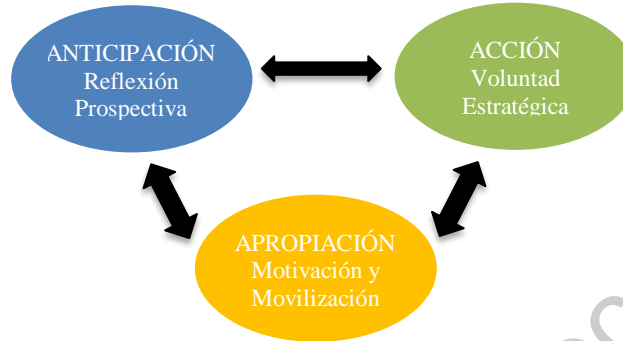 ANTICIPACIÓN
Reflexión
Prospectiva
ACCIÓN
Voluntad
Estratégica
APROPIACIÓN
Motivación y
Movilización